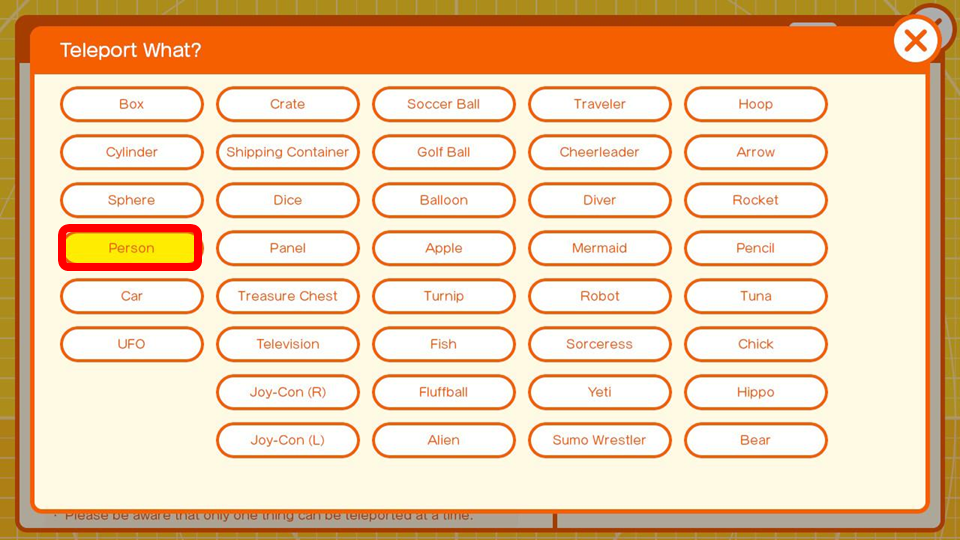 Teleport What?
Box Crate Soccer Ball Traveler Hoop
Cylinder Shipping Container Golf Ball Cheerleader Arrow
Sphere Dice Balloon Diver Rocket
Person Panel Apple Mermaid Pencil
Car Treasure Chest Turnip Robot Tuna
UFO Television Fish Sorceress Chick
Joy-Con (R) Fluffball Yeti Hippo
Joy-Con (L) Alien Sumo Wrestler Bear
· Please be aware that only one thing can be teleported at a time.